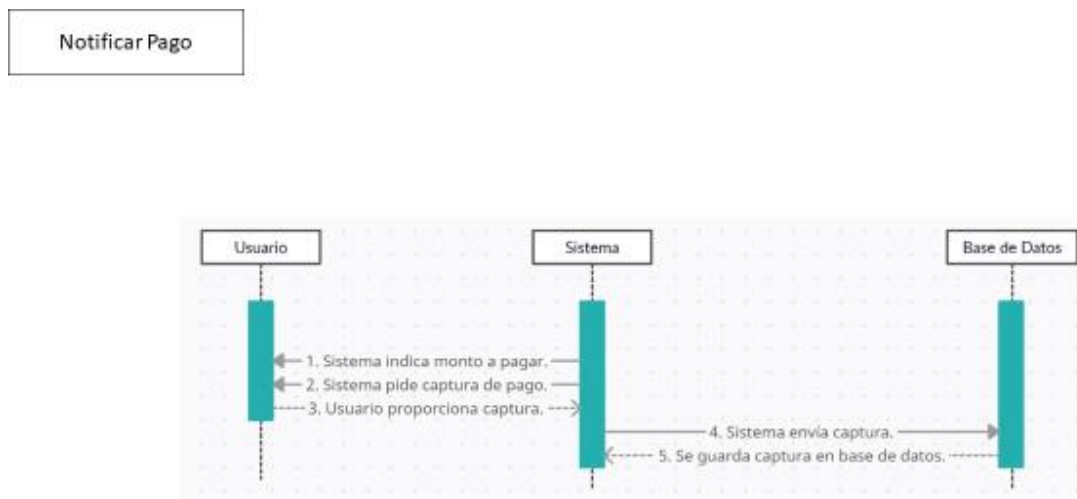 Notificar Pago
Usuario
Sistema
Base de Datos
1. Sistema indica monto a pagar.
2. Sistema pide captura de pago.
3. Usuario proporciona captura.
4. Sistema envía captura.
5. Se guarda captura en base de datos.